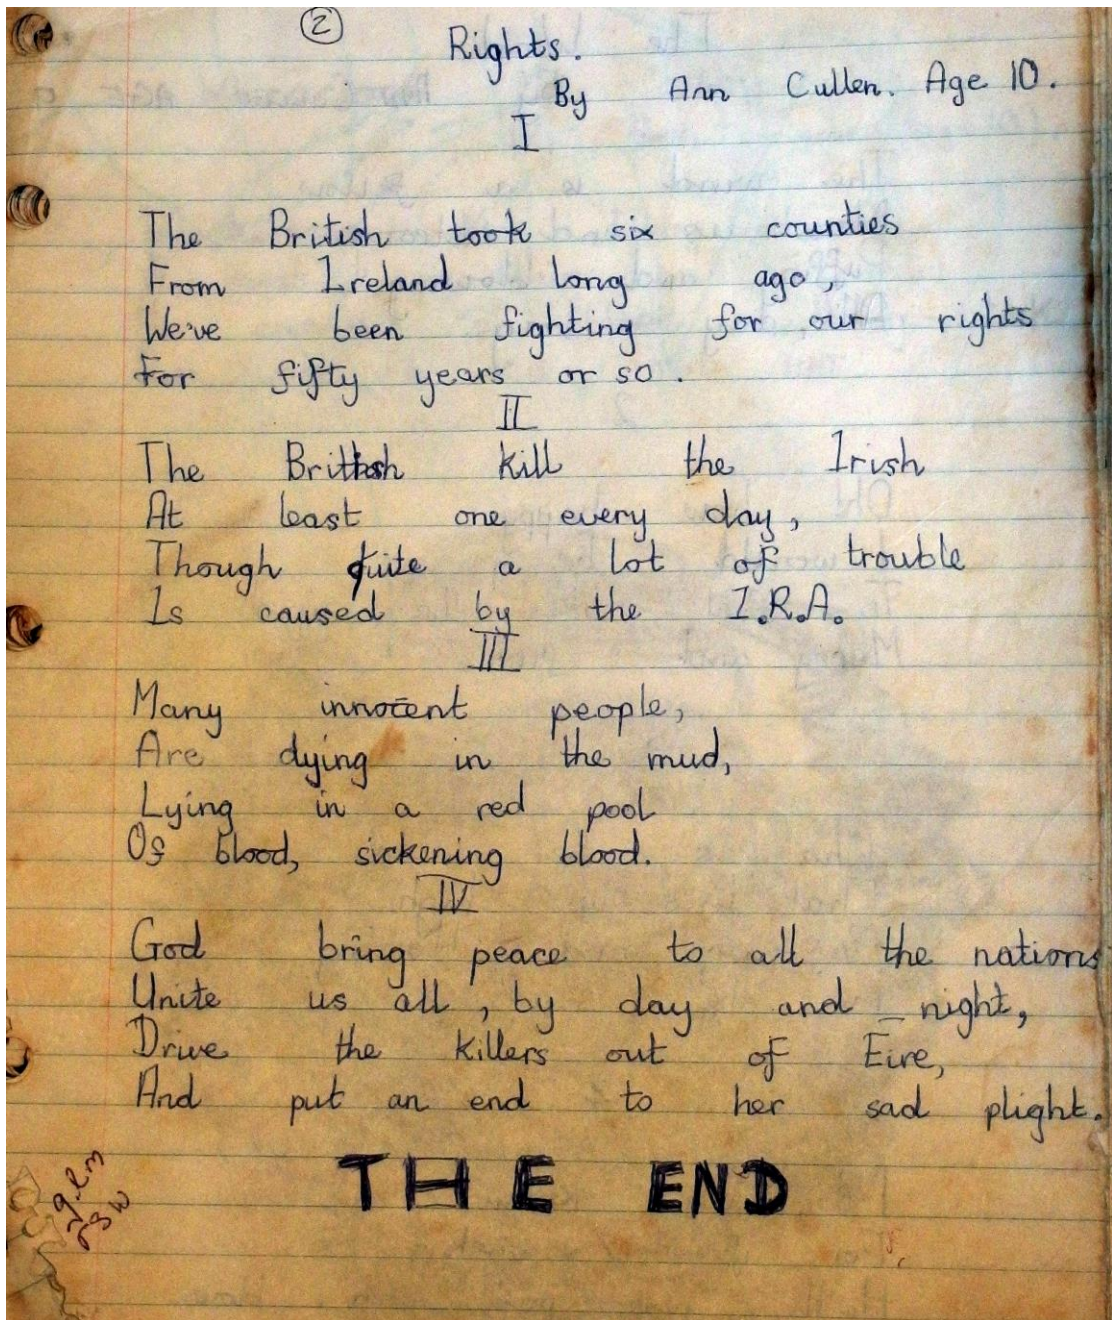 2
Rights.
By Ann Cullen. Age 10.
I
The British took six counties
From Ireland long ago,
We've been fighting for our rights
For fifty years or so.
II
The British kill the Irish
At least one every day,
Though quite a lot of trouble
Is caused by the I.R.A.
III
Many innocent people,
Are dying in the mud,
Lying in a red pool
Of blood, sickening blood.
IV
God bring peace to all the nations
Unite us all, by day and night,
Drive the killers out of Éire,
And put an end to her sad plight.
THE END